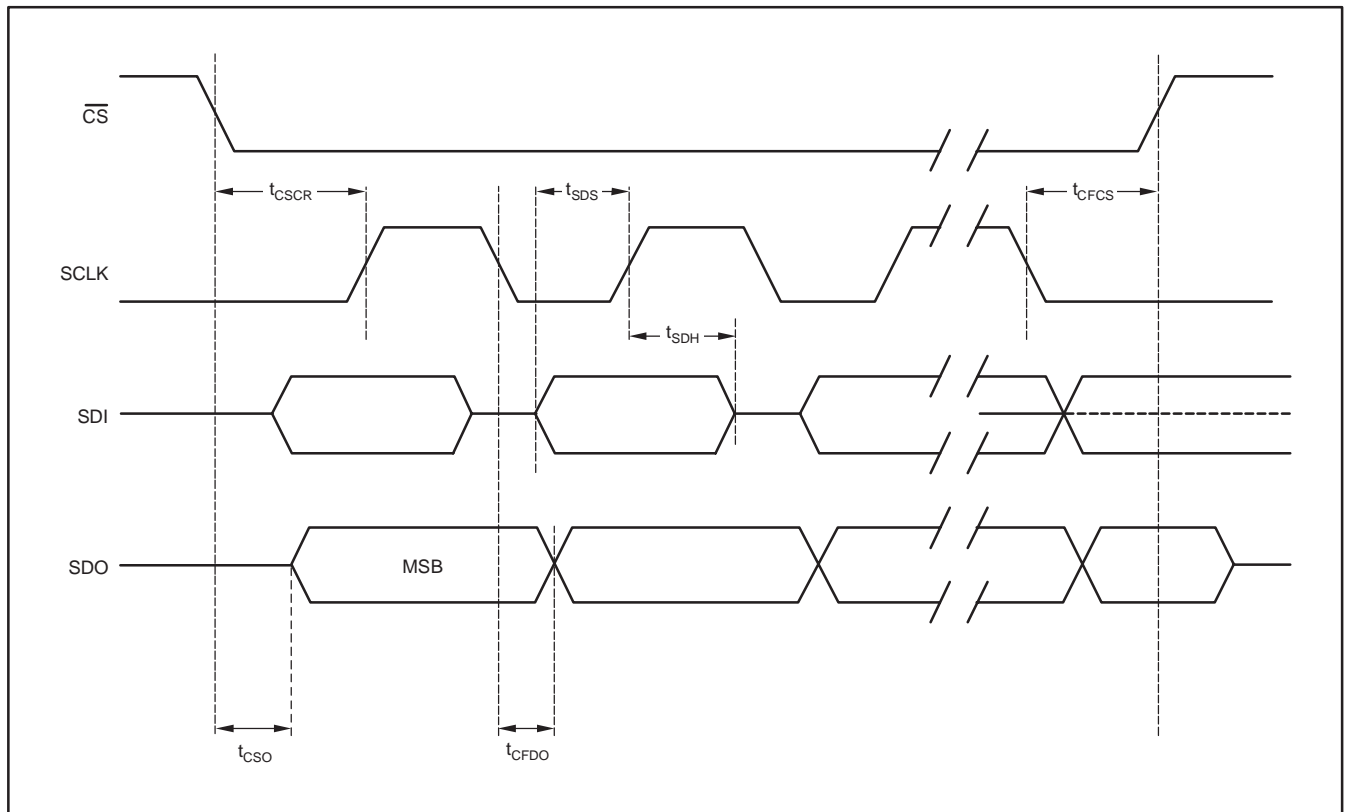 CS
tCSCR
tSDS
tCFCS
SCLK
tSDH
SDI
SDO
MSB
tCSO
tCFDO